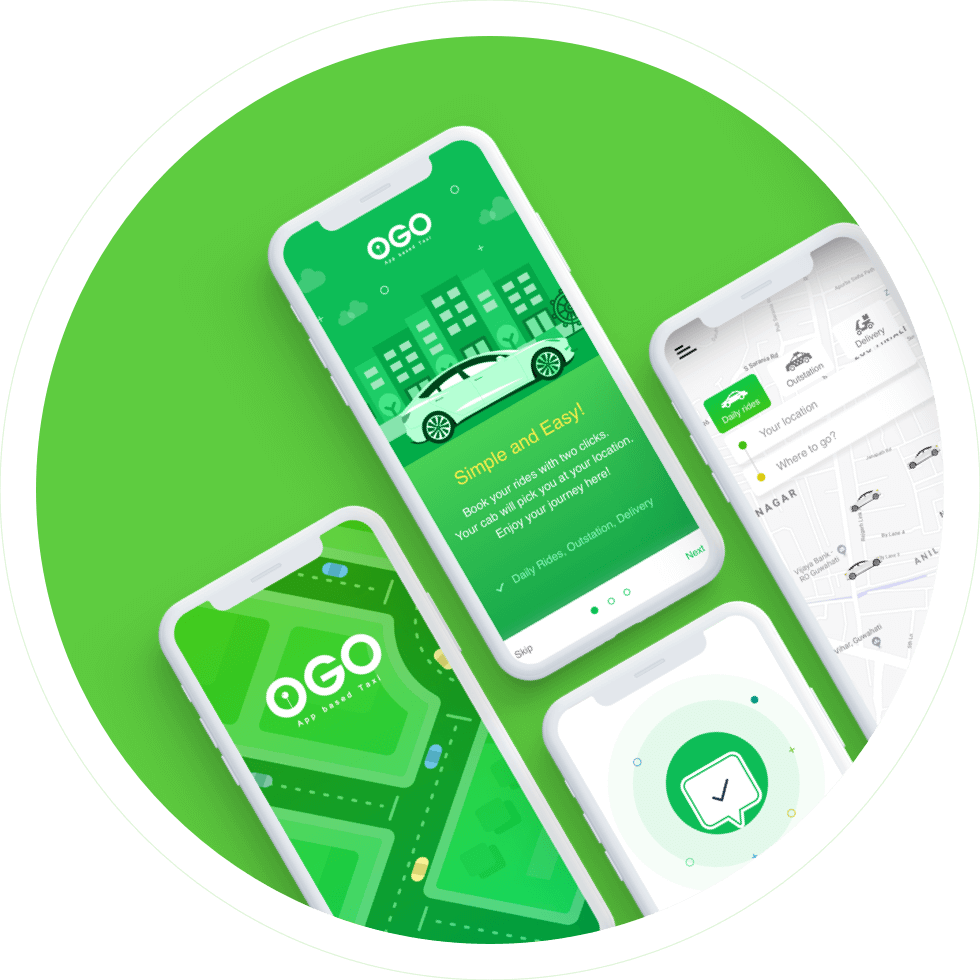 OGO
App based Taxi
Simple and Easy!
Book your rides with two clicks.
Your cab will pick you at your location.
Enjoy your journey here!
Daily Rides, Outstation, Delivery
Skip
Next
OGO
App based Taxi
S Sarania Rd
Daily rides
Outstation
Delivery
Your location
Where to go?
NAGAR
Vijaya Bank -
RO Guwahati
ANIL